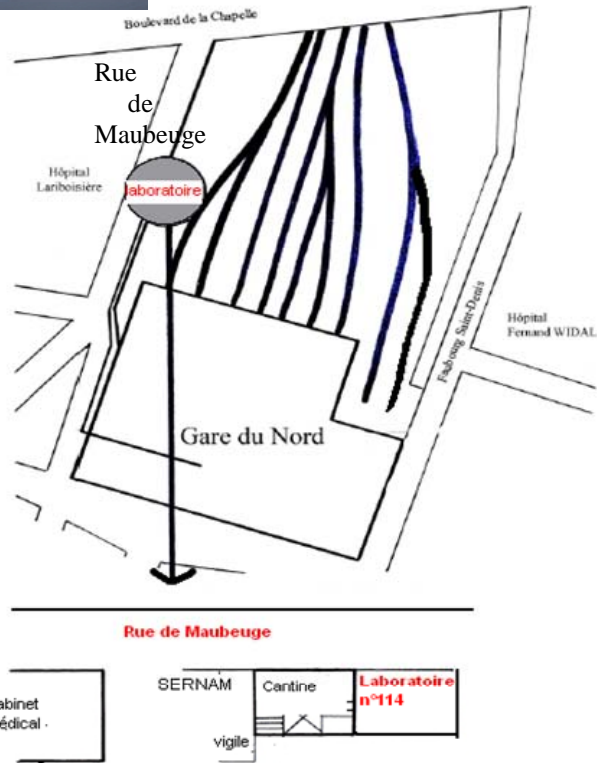 Boulevard de la Chapelle
Rue
de
Maubeuge
Hôpital
Lariboisière
laboratoire
Faubourg Saint-Denis
Hôpital
Fernand WIDAL
Gare du Nord
Rue de Maubeuge
abinet
édical
SERNAM
vigile
Cantine
Laboratoire
n°114